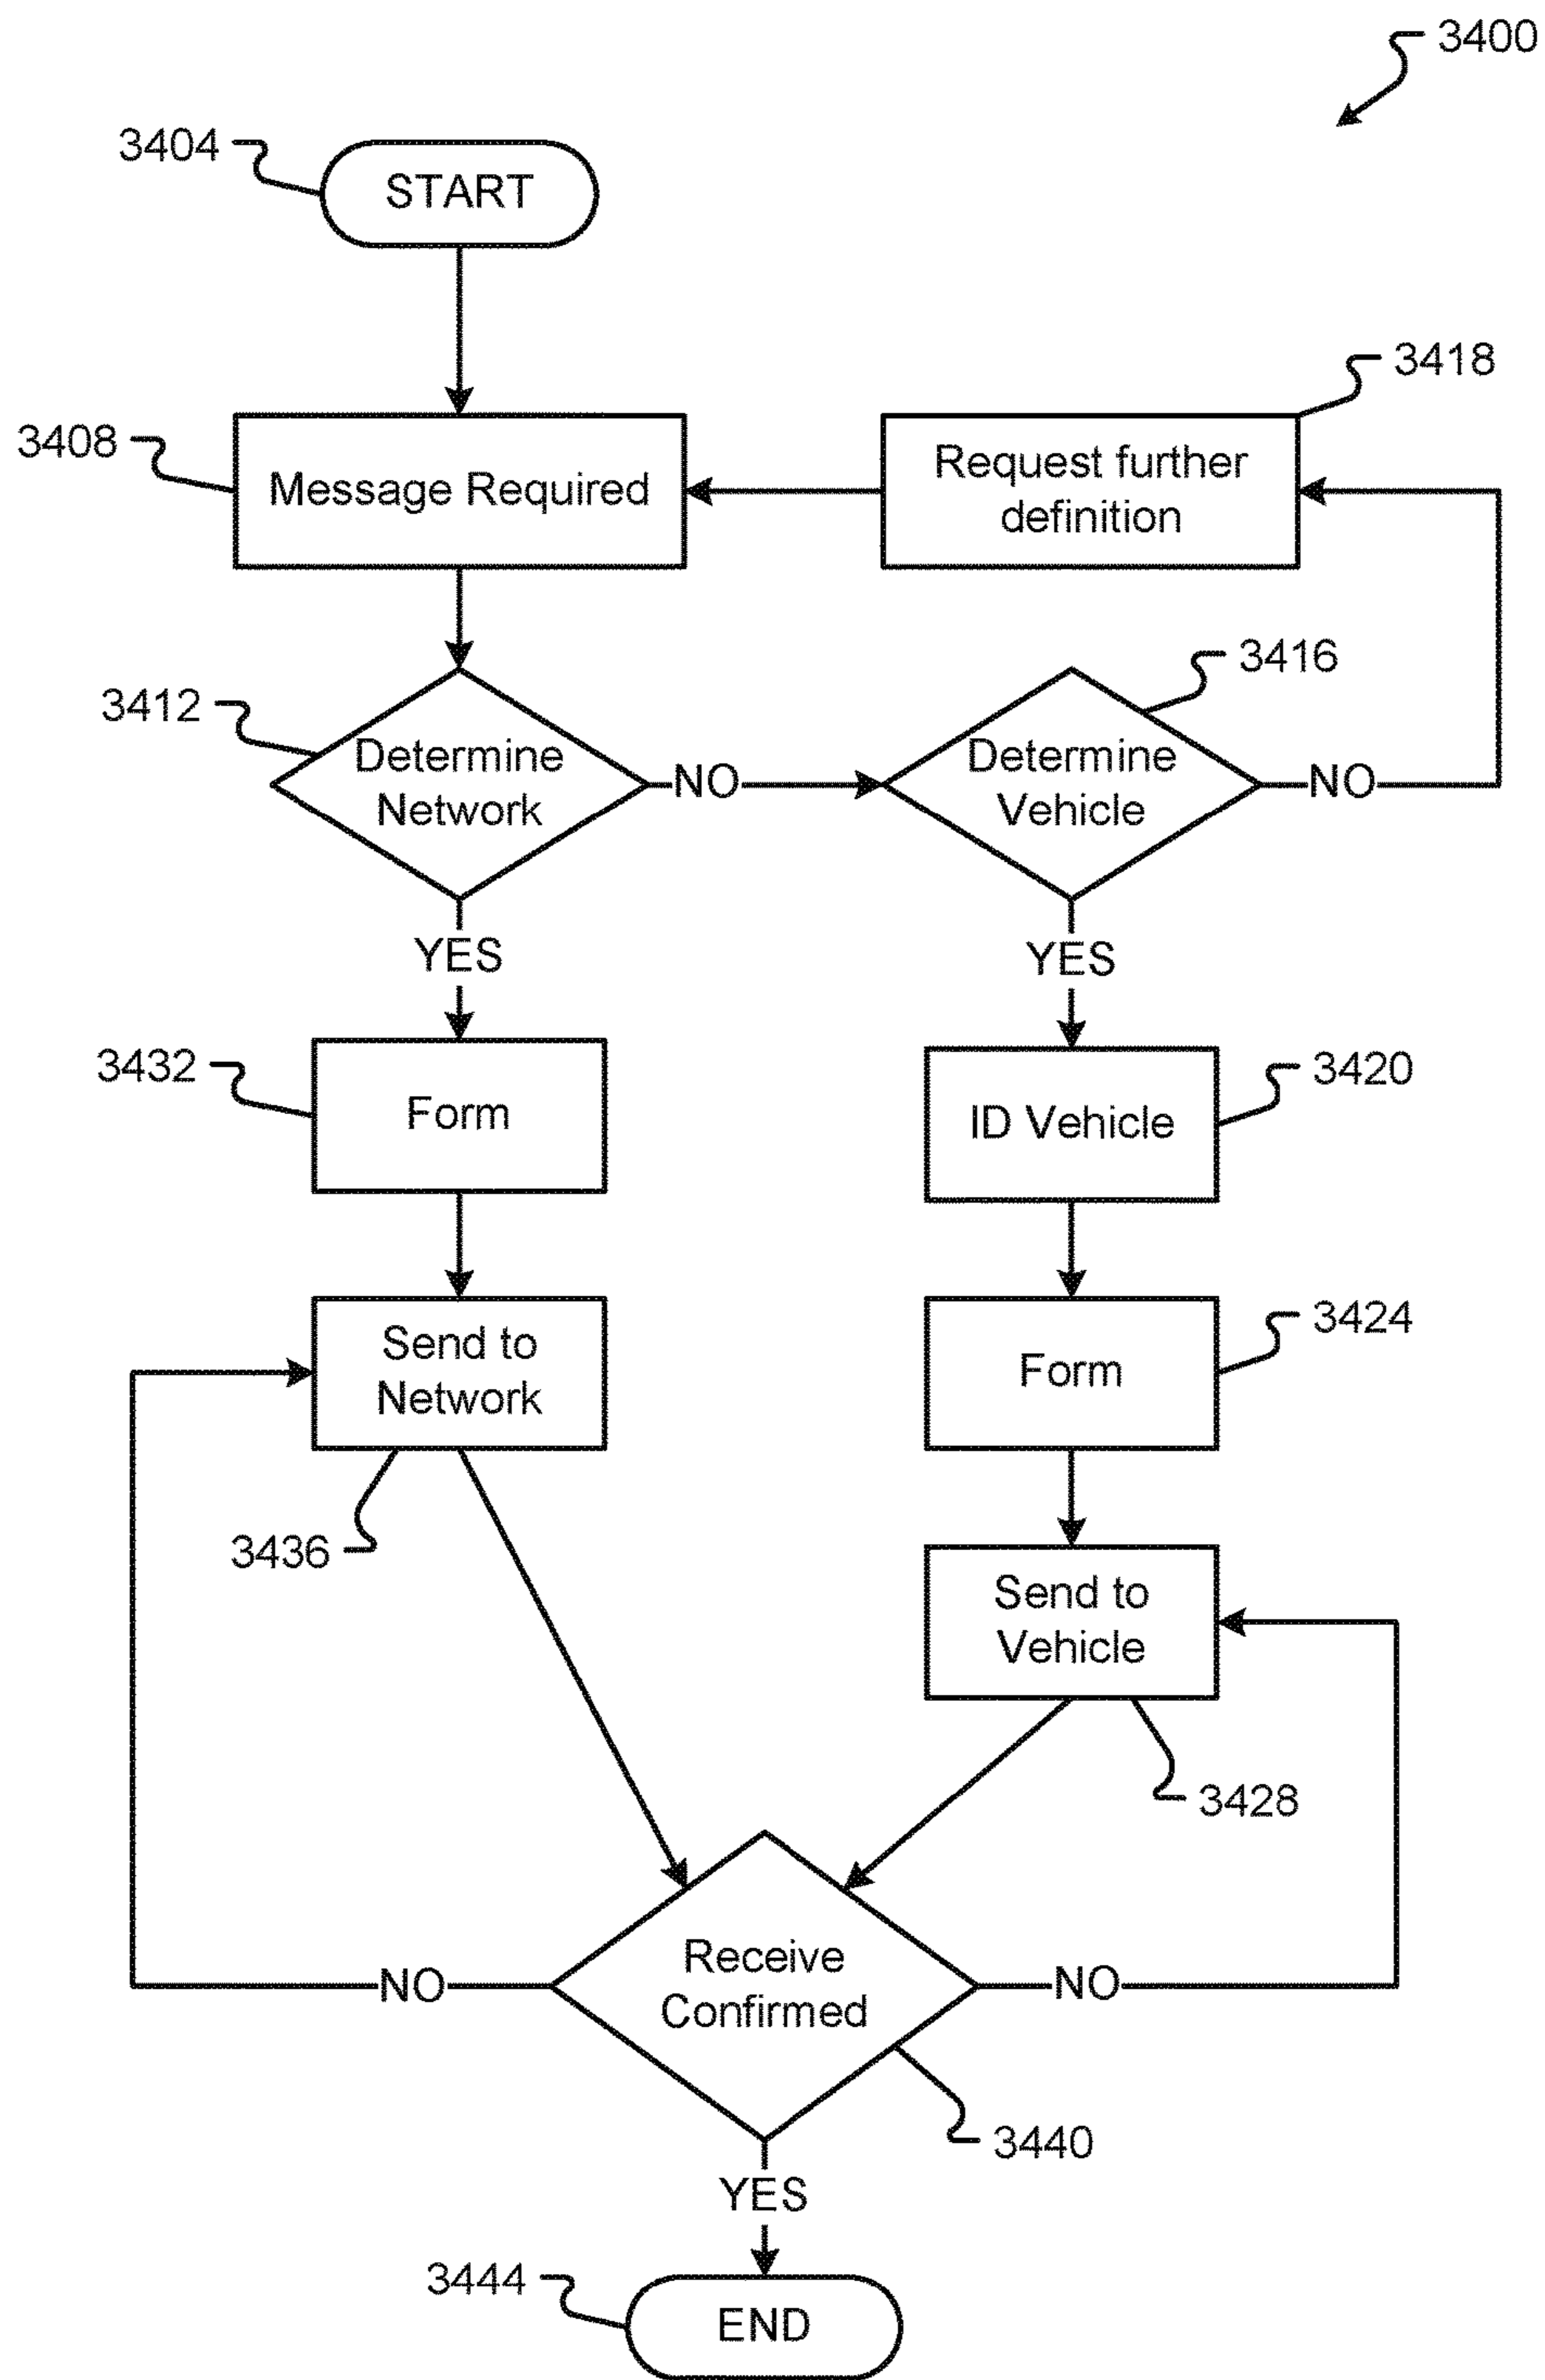 3400
3404
START
3418
3408
Message Required
Request further
definition
3416
3412
Determine
Network
NO
Determine
Vehicle
NO
YES
YES
3432
Form
3420
ID Vehicle
3424
Send to
Network
Form
3436
Send to
Vehicle
3428
Receive
Confirmed
NO
NO
3440
YES
3444
END